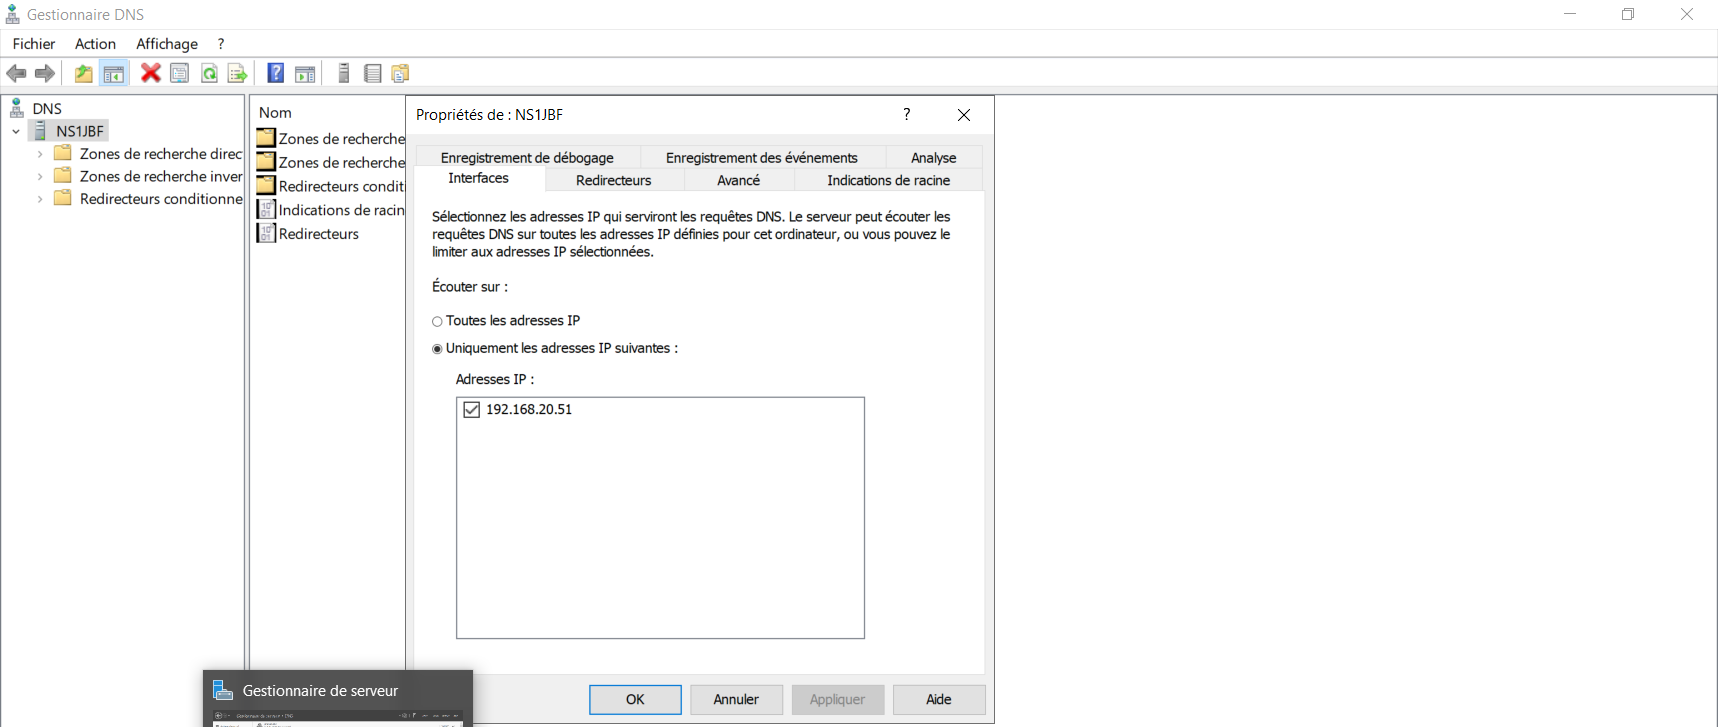 Gestionnaire DNS
Fichier Action Affichage ?
DNS
NS1JBF
Zones de recherche direc
Zones de recherche inver
Redirecteurs conditionne
Nom
Zones de recherche
Zones de recherche
Redirecteurs conditi
Indications de racin
Redirecteurs
Propriétés de : NS1JBF
Enregistrement de débogage Enregistrement des événements Analyse
Interfaces Redirecteurs Avancé Indications de racine
Sélectionnez les adresses IP qui serviront les requêtes DNS. Le serveur peut écouter les
requêtes DNS sur toutes les adresses IP définies pour cet ordinateur, ou vous pouvez le
limiter aux adresses IP sélectionnées.
Écouter sur :
Toutes les adresses IP
Uniquement les adresses IP suivantes :
Adresses IP :
192.168.20.51
OK Annuler Appliquer Aide
Gestionnaire de serveur